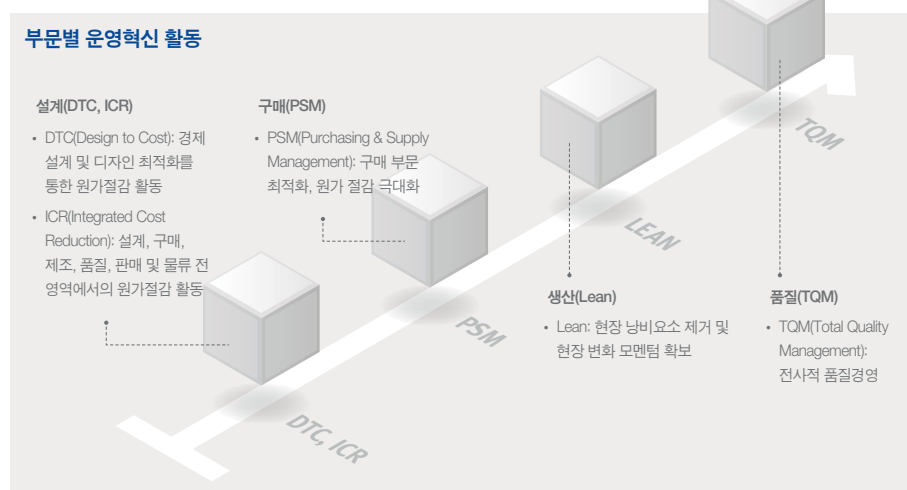 부문별 운영혁신 활동
설계(DTC, ICR)
• DTC(Design to Cost): 경제
설계 및 디자인 최적화를
통한 원가절감 활동
• ICR(Integrated Cost
Reduction): 설계, 구매,
제조, 품질, 판매 및 물류 전
영역에서의 원가절감 활동
구매(PSM)
• PSM(Purchasing & Supply
Management): 구매 부문
최적화, 원가 절감 극대화
생산(Lean)
• Lean: 현장 낭비요소 제거 및
현장 변화 모멘텀 확보
품질(TQM)
• TQM(Total Quality
Management):
전사적 품질경영
DTC, ICR
PSM
LEAN
TQM